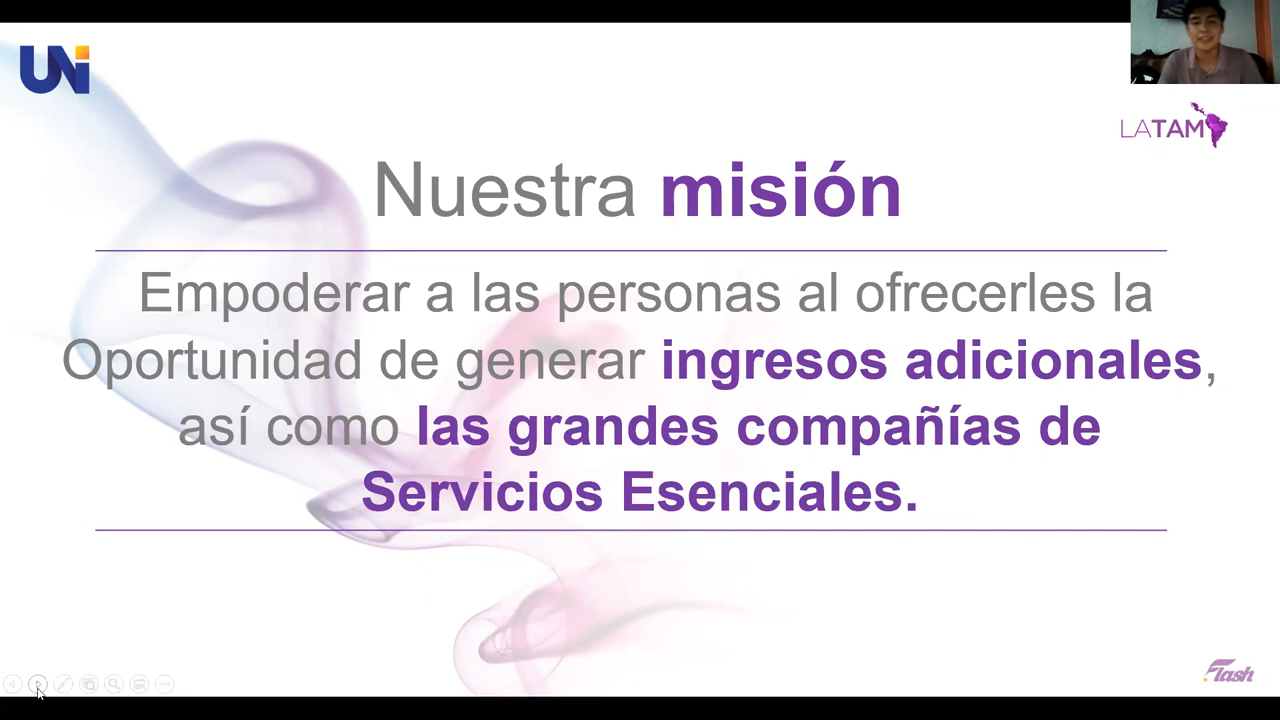 UNi
LATAM
Nuestra misión
Empoderar a las personas al ofrecerles la
Oportunidad de generar ingresos adicionales,
así como las grandes compañías de
Servicios Esenciales.
Flash